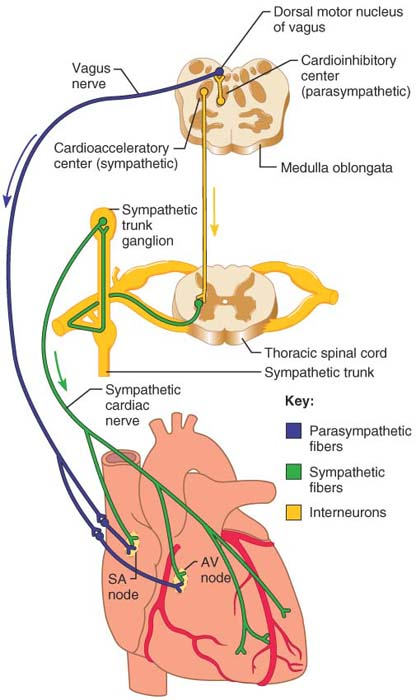 Dorsal motor nucleus
of vagus
Vagus
nerve
Cardioinhibitory
center
(parasympathetic)
Cardioacceleratory
center (sympathetic)
Medulla oblongata
Sympathetic
trunk
ganglion
Thoracic spinal cord
Sympathetic trunk
Sympathetic
cardiac
nerve
Key:
Parasympathetic
fibers
Sympathetic
fibers
Interneurons
SA
node
AV
node